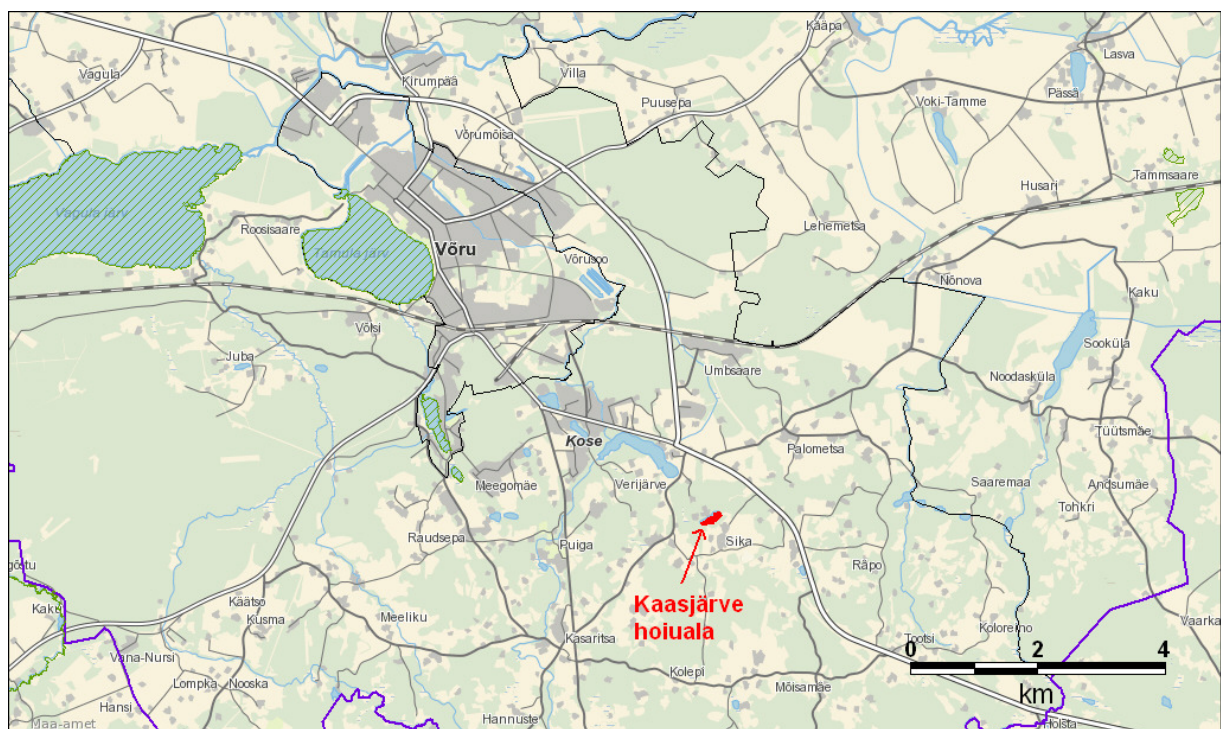 Kääpa
Lasva
Vagula
Kirumpää
Villa
Puusepa
Voki-Tamme
Pässä
Võrumõisa
Tammsaare
Husari
Vagula järv
Roosisaare
Tamula järv
Võru
Võrusoo
Lehemetsa
Nõnova
Kaku
Võlsi
Juba
Umbsaare
Sooküla
Noodasküla
Kose
Tüütsmäe
Palometsa
Meegomäe
Verijärve
Saaremaa
Andsumäe
Tohkri
Raudsepa
Puiga
Sika
Räpo
Kaasjärve
hoiuala
Kaku
Käätso
Kusma
Meeliku
Kasaritsa
Tootsi
Koloreino
Vaarka
Vana-Nursi
Kolepi
0 2 4
km
Lompka
Nooska
Mõisamäe
Hansi
Maa-amet
Hannuste
Holsta